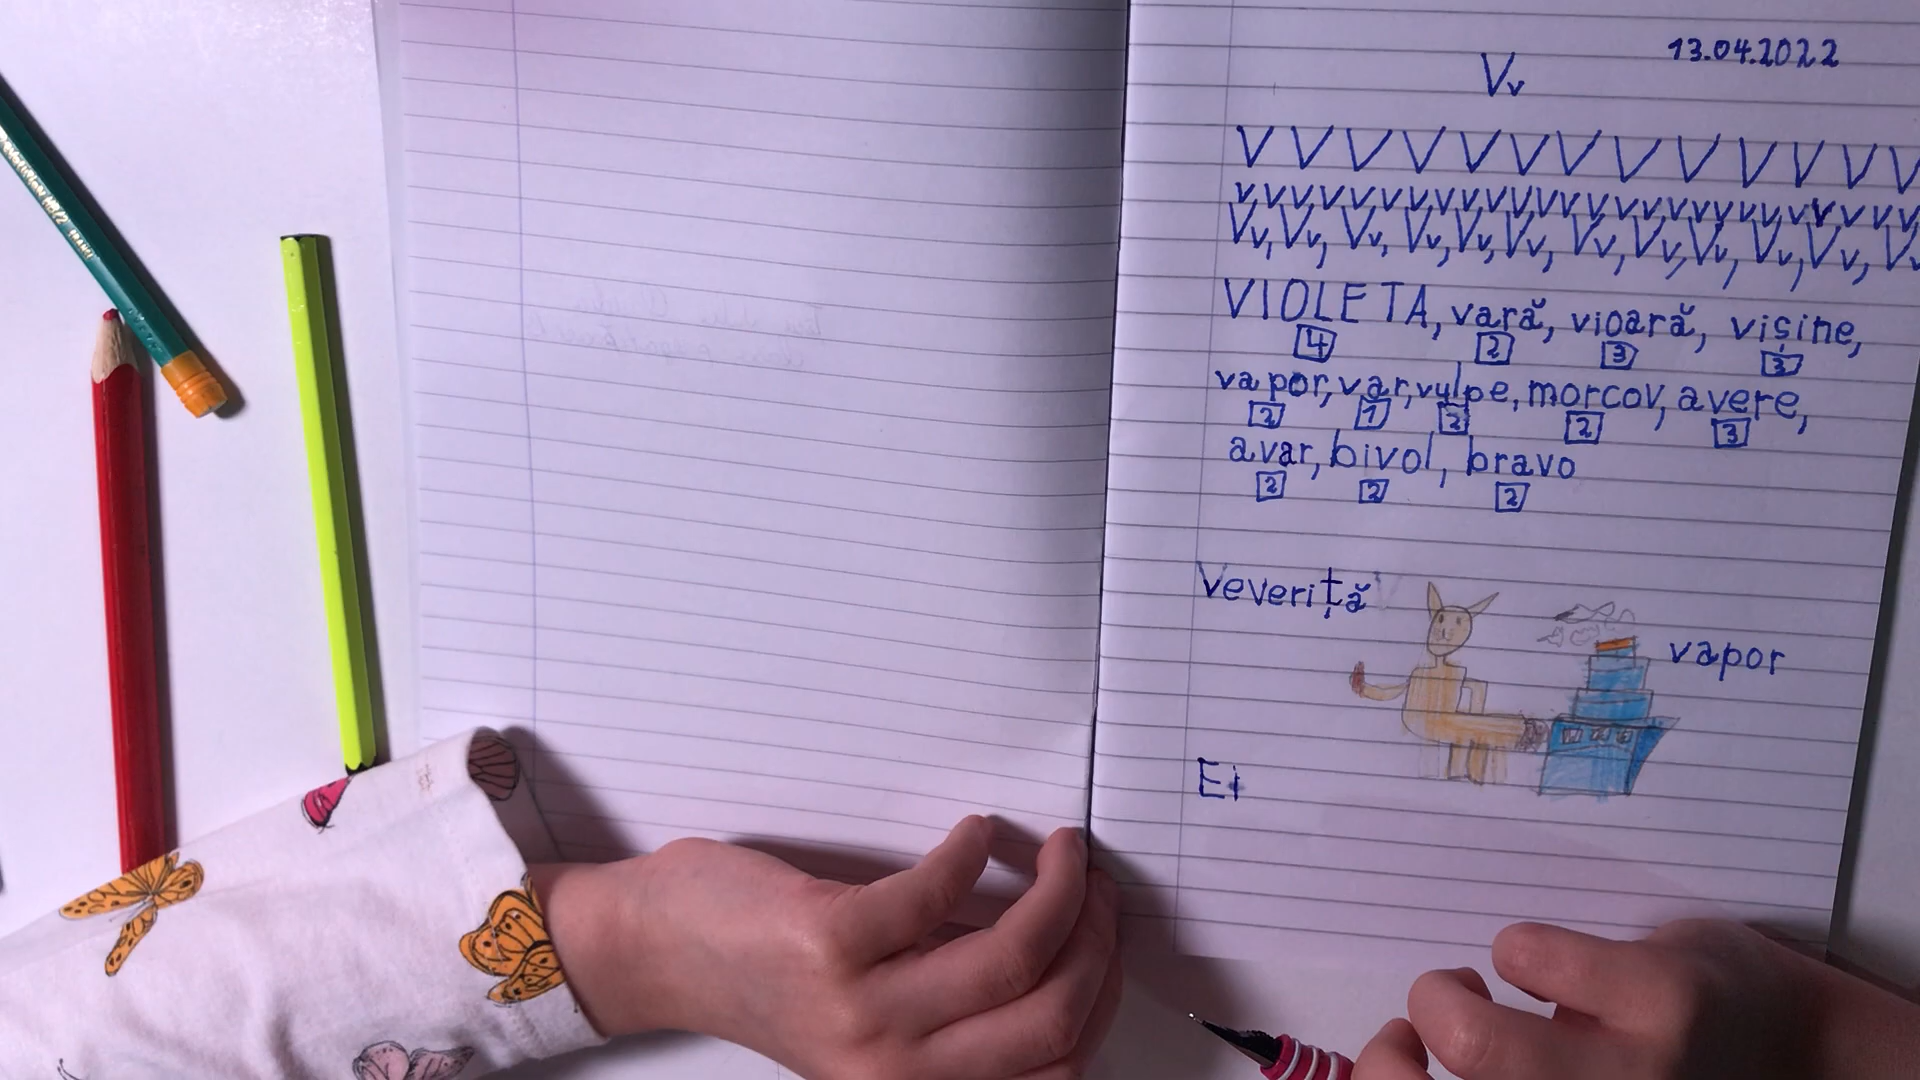 13.04.2022
Vv
V V V V V V V V V V V V V
v v v v v v v v v v v v v v v v v v v v v v v v v v
Vv, Vv, Vv, Vv, Vv, Vv, Vv, Vv, Vv, Vv, Vv, Vv
VIOLETA, vară, vioară, vișine,
4 2 3 3
vapor, var, vulpe, morcov, avere,
2 1 2 2 3
avar, bivol, bravo
2 2 2
Veveriță
vapor
Ei